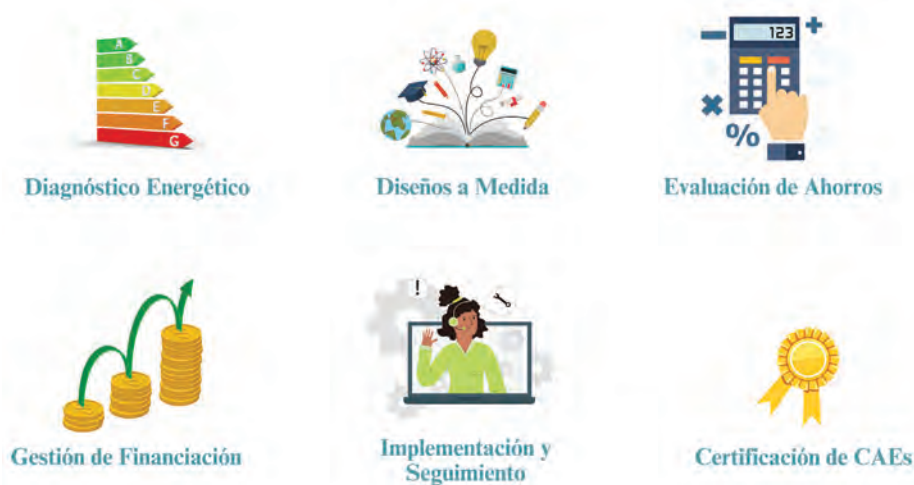 A
B
C
D
E
F
G
123
%
Diagnóstico Energético
Diseños a Medida
Evaluación de Ahorros
!
Gestión de Financiación
Implementación y
Seguimiento
Certificación de CAEs